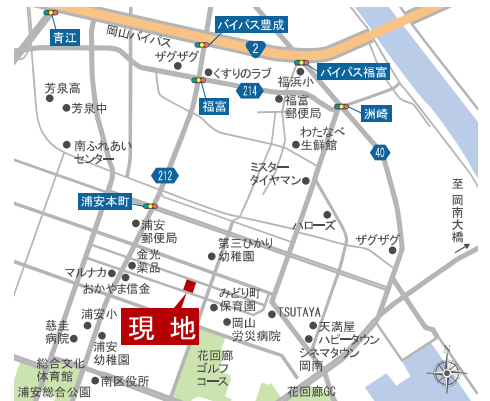 青江
岡山バイパス
バイパス豊成
2
ザグザグ
くすりのラブ
福浜小
バイパス福富
芳泉高
芳泉中
福富
214
福富
郵便局
洲崎
わたなべ
生鮮館
40
南ふれあい
センター
ミスター
タイヤマン
212
浦安本町
至
岡南大橋
浦安
郵便局
ハローズ
ザグザグ
第三ひかり
幼稚園
金光
薬品
マルナカ
おかやま信金
みどり町
保育園
TSUTAYA
浦安小
現地
岡山
労災病院
天満屋
ハピータウン
シネマタウン
岡南
慈圭
病院
浦安
幼稚園
総合文化
体育館
浦安総合公園
南区役所
花回廊
ゴルフ
コース
花回廊GC
N